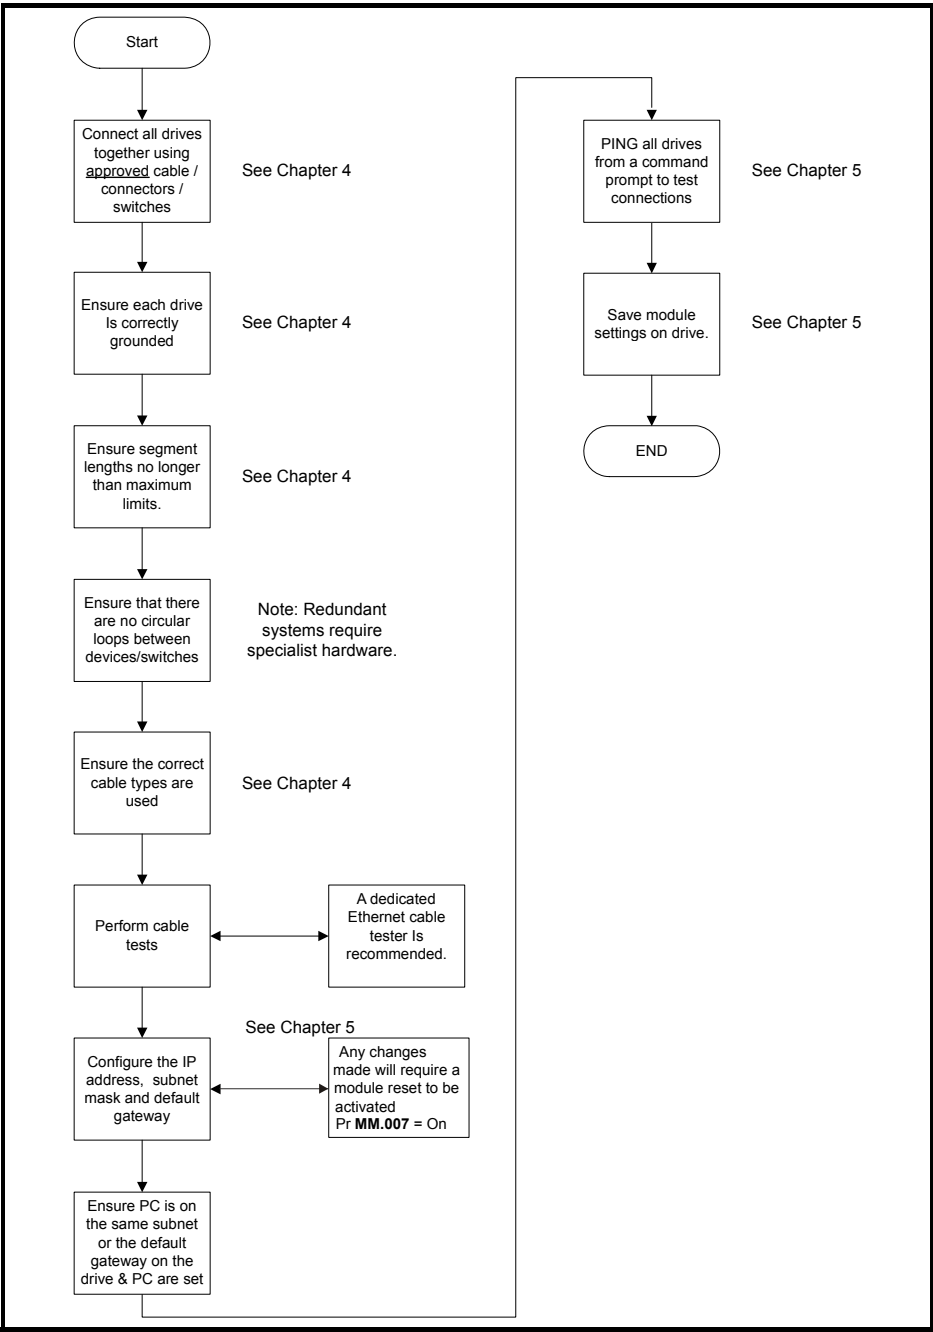 Start
Connect all drives
together using
approved cable /
connectors /
switches
See Chapter 4
Ensure each drive
Is correctly
grounded
See Chapter 4
Ensure segment
lengths no longer
than maximum
limits.
See Chapter 4
Ensure that there
are no circular
loops between
devices/switches
Note: Redundant
systems require
specialist hardware.
Ensure the correct
cable types are
used
See Chapter 4
Perform cable
tests
A dedicated
Ethernet cable
tester Is
recommended.
See Chapter 5
Configure the IP
address, subnet
mask and default
gateway
Any changes
made will require a
module reset to be
activated
Pr MM.007 = On
Ensure PC is on
the same subnet
or the default
gateway on the
drive & PC are set
PING all drives
from a command
prompt to test
connections
See Chapter 5
Save module
settings on drive.
See Chapter 5
END